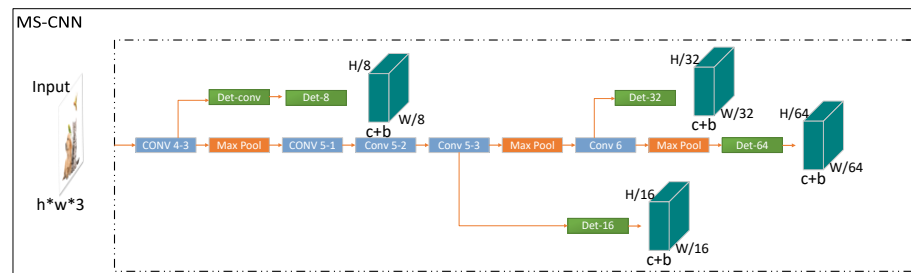 MS-CNN
Input
h*w*3
Det-conv
Det-8
H/8
W/8
c+b
CONV 4-3
Max Pool
CONV 5-1
Conv 5-2
Conv 5-3
Max Pool
Conv 6
Max Pool
Det-64
Det-32
H/32
W/32
c+b
H/64
W/64
c+b
Det-16
H/16
W/16
c+b